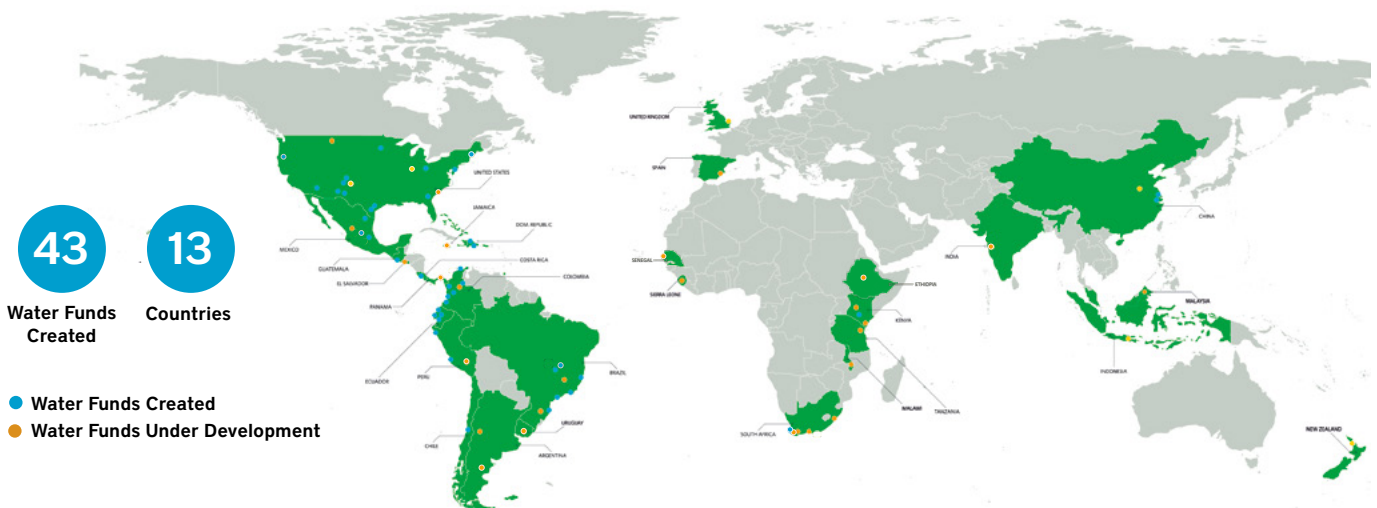 43
13
Water Funds
Created
Countries
Water Funds Created
Water Funds Under Development
UNITED STATES
JAMAICA
DOM. REPUBLIC
MEXICO
GUATEMALA
EL SALVADOR
COSTA RICA
COLOMBIA
PANAMA
ECUADOR
PERU
BRAZIL
CHILE
URUGUAY
ARGENTINA
UNITED KINGDOM
SPAIN
SENEGAL
SIERRA LEONE
ETHIOPIA
KENYA
MALAWI
TANZANIA
SOUTH AFRICA
INDIA
CHINA
MALAYSIA
INDONESIA
NEW ZEALAND